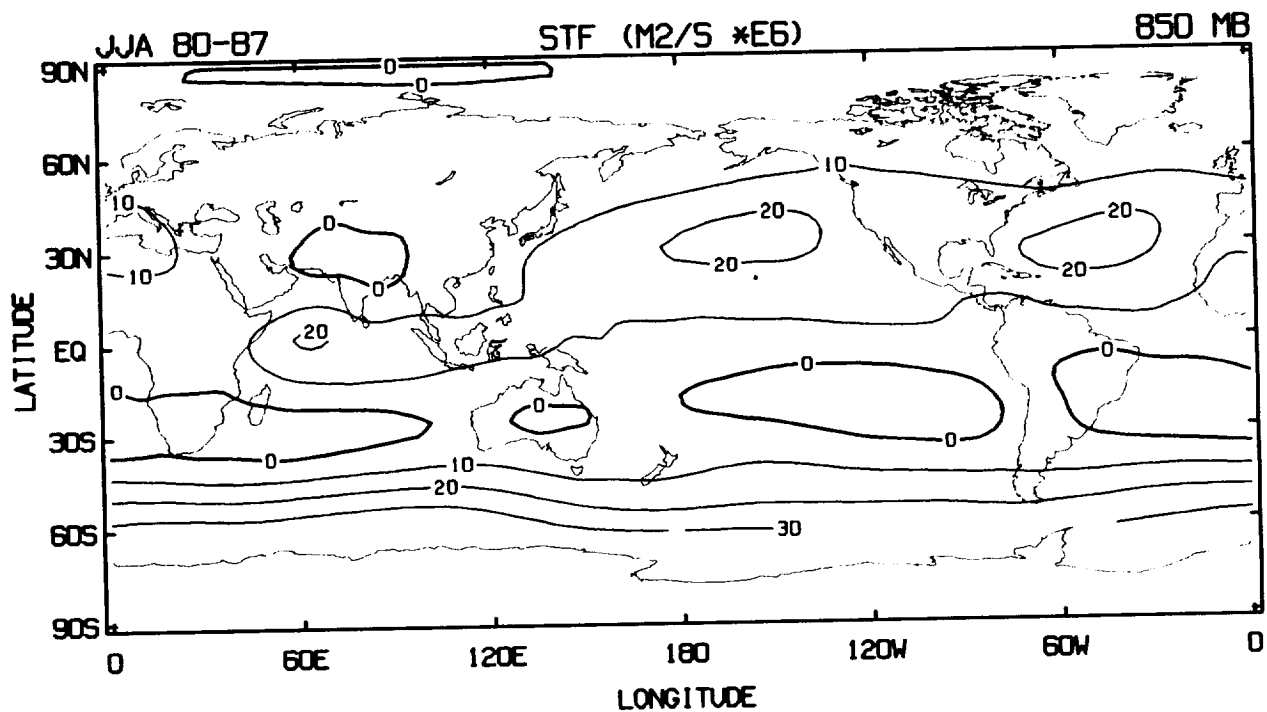 JJA 80-87 STF (M2/S *E6) 850 MB
90N 0
0
60N 10
10 20 20
0
30N 10 20 20
0
20
EQ 0 0
0 0
30S 0 0
10
20
60S 30
90S
0 60E 120E 180 120W 60W 0
LATITUDE
LONGITUDE